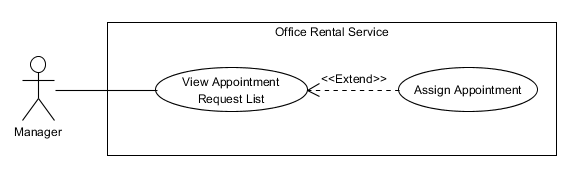 Office Rental Service
View Appointment
Request List
<<Extend>>
Assign Appointment
Manager